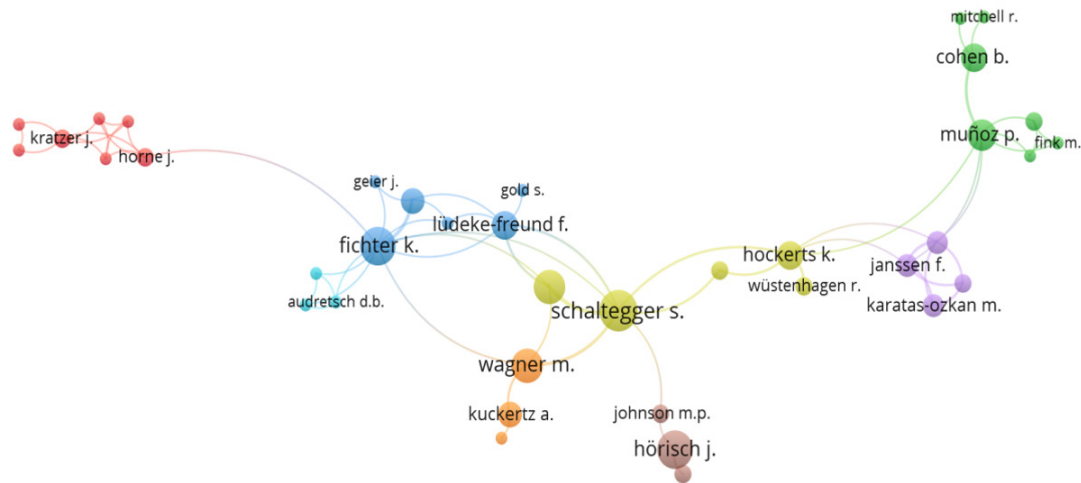 mitchell r.
cohen b.
kratzer j.
horne j.
muñoz p.
fink m.
geier j.
gold s.
lüdeke-freund f.
fichter k.
hockerts k.
janssen f.
wüstenhagen r.
audretsch d.b.
schaltegger s.
karatas-ozkan m.
wagner m.
kuckertz a.
johnson m.p.
hörisch j.